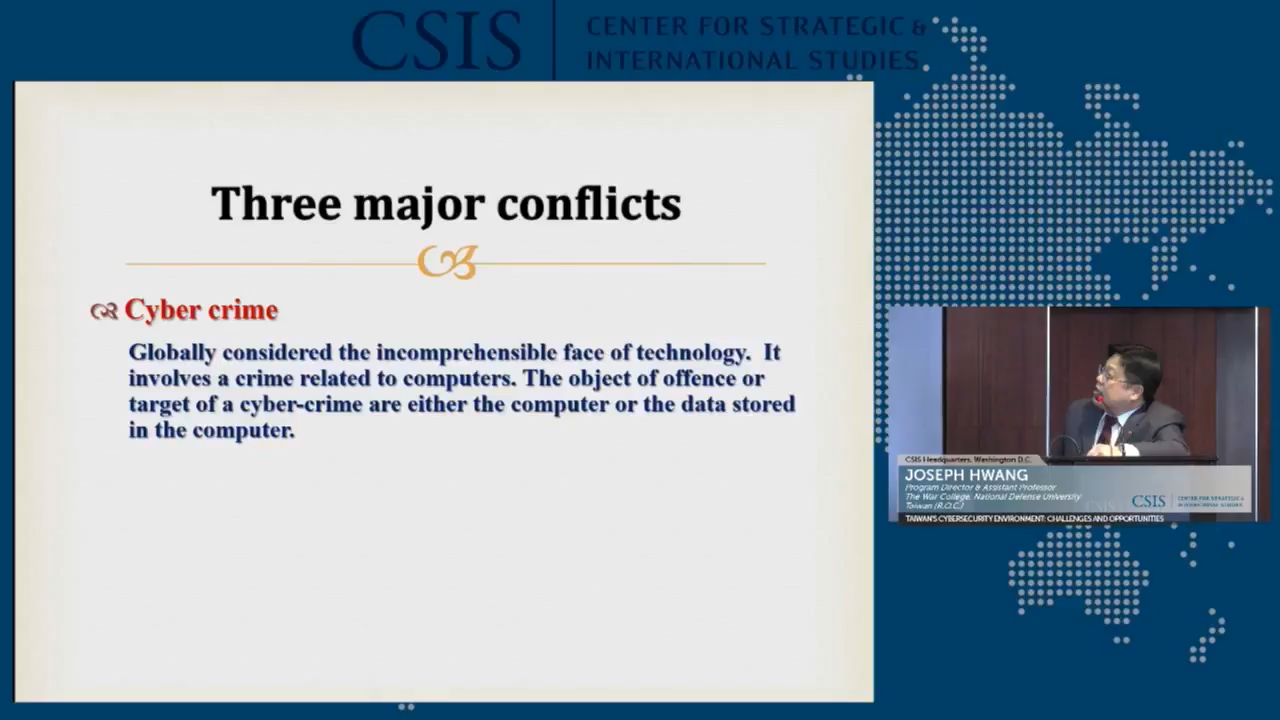 CSIS
CENTER FOR STRATEGIC &
INTERNATIONAL STUDIES
Three major conflicts
Cyber crime
Globally considered the incomprehensible face of technology. It
involves a crime related to computers. The object of offence or
target of a cyber-crime are either the computer or the data stored
in the computer.
CSIS Headquarters, Washington D.C.
JOSEPH HWANG
Program Director & Assistant Professor
The War College, National Defense University
Taiwan (R.O.C.)
CSIS
CENTER FOR STRATEGIC &
INTERNATIONAL STUDIES
TAIWAN'S CYBERSECURITY ENVIRONMENT: CHALLENGES AND OPPORTUNITIES